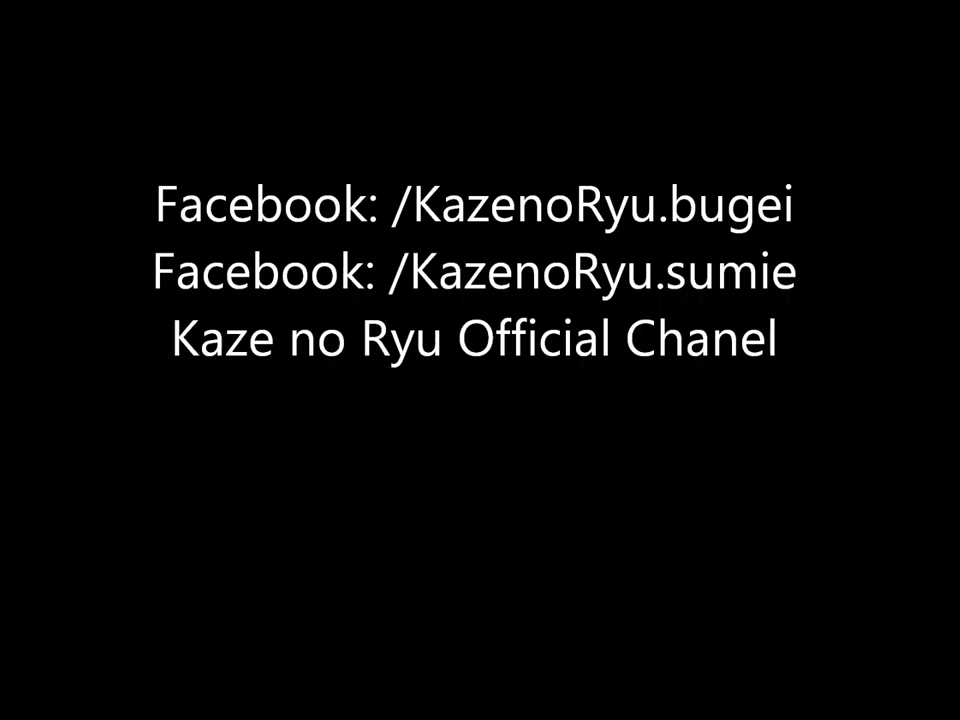 Facebook: /KazenoRyu.bugei
Facebook: /KazenoRyu.sumie
Kaze no Ryu Official Chanel